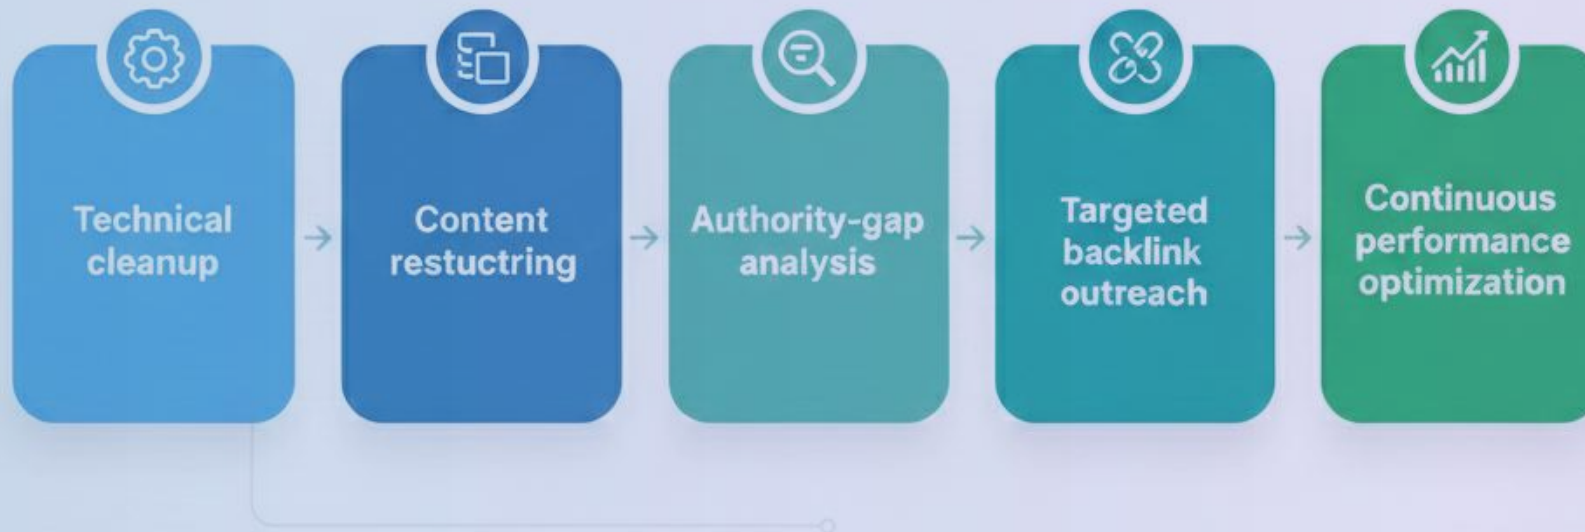 Technical
cleanup
Content
restuctring
Authority-gap
analysis
Targeted
backlink
outreach
Continuous
performance
optimization